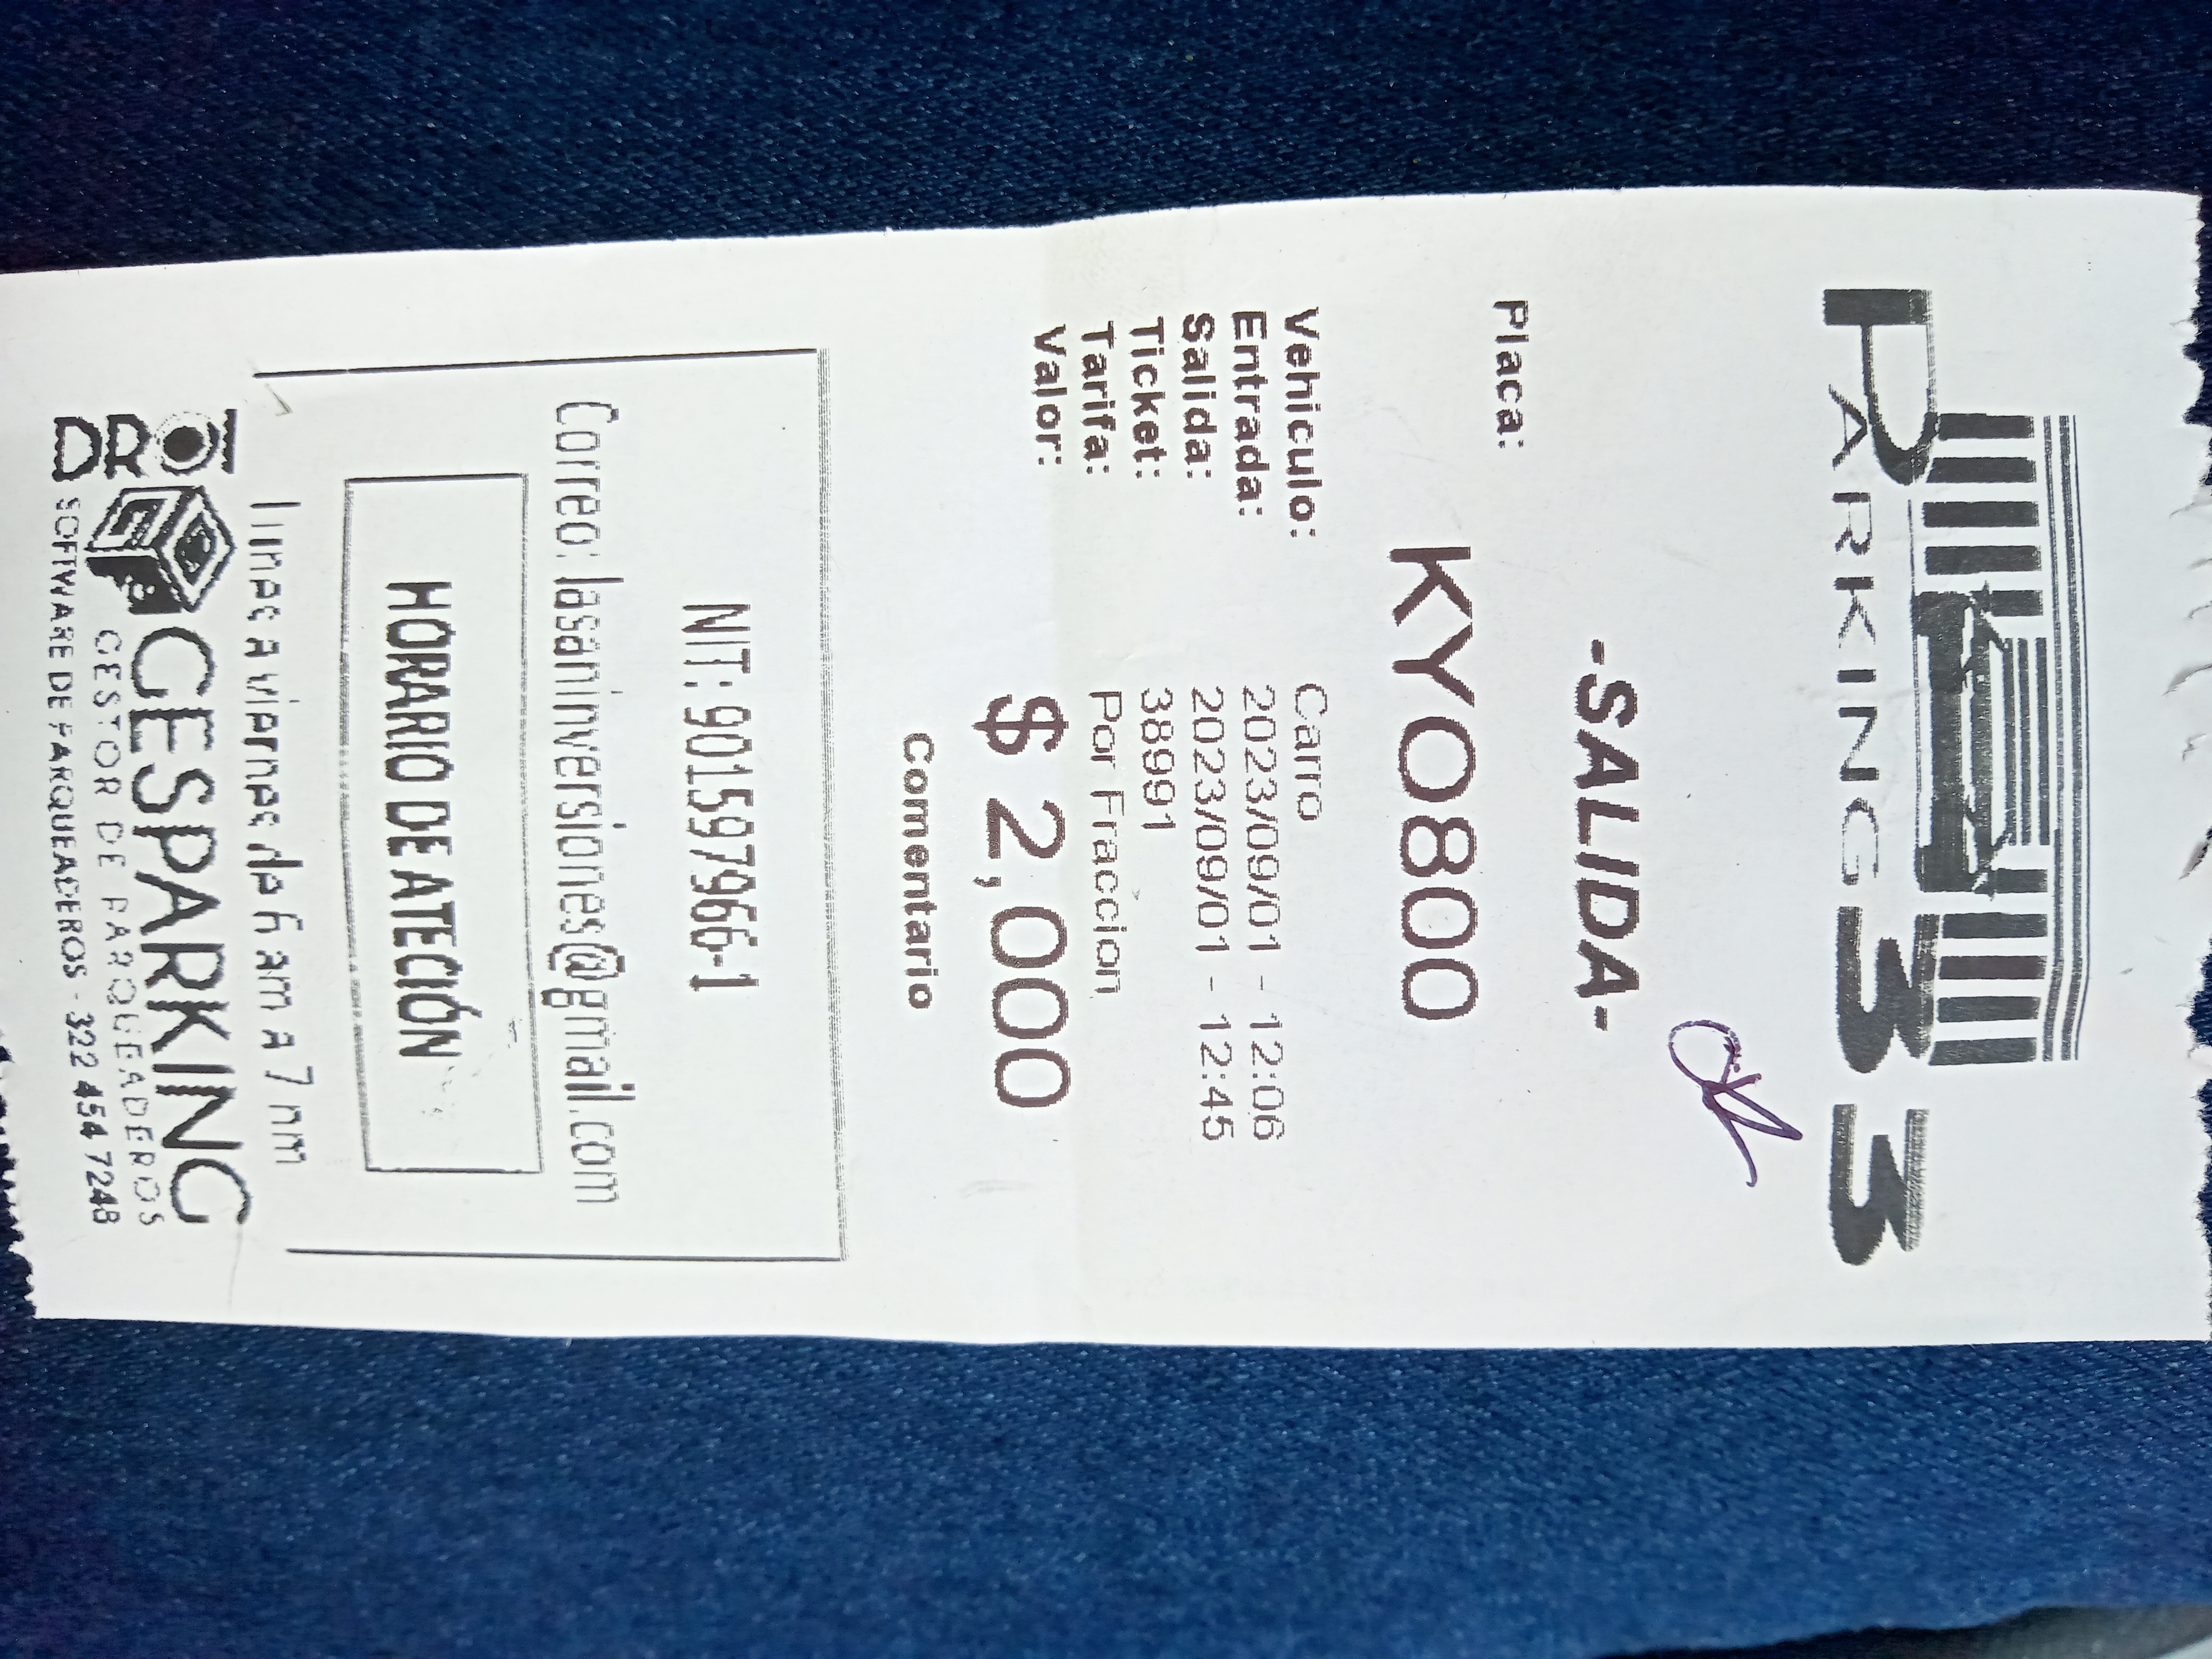 PARKING 33
-SALIDA-
Placa:
KYO800
Vehiculo: Carro
Entrada: 2023/09/01 - 12:06
Salida: 2023/09/01 - 12:45
Ticket: 38991
Tarifa: Por Fraccion
Valor: $ 2,000
Comentario
NIT: 901597966-1
Correo: lasaninversiones@gmail.com
HORARIO DE ATECIÓN
lunes a viernes de 6 am a 7 pm
GESPARKING
GESTOR DE PARQUEADEROS
SOFTWARE DE PARQUEADEROS - 322 454 7248